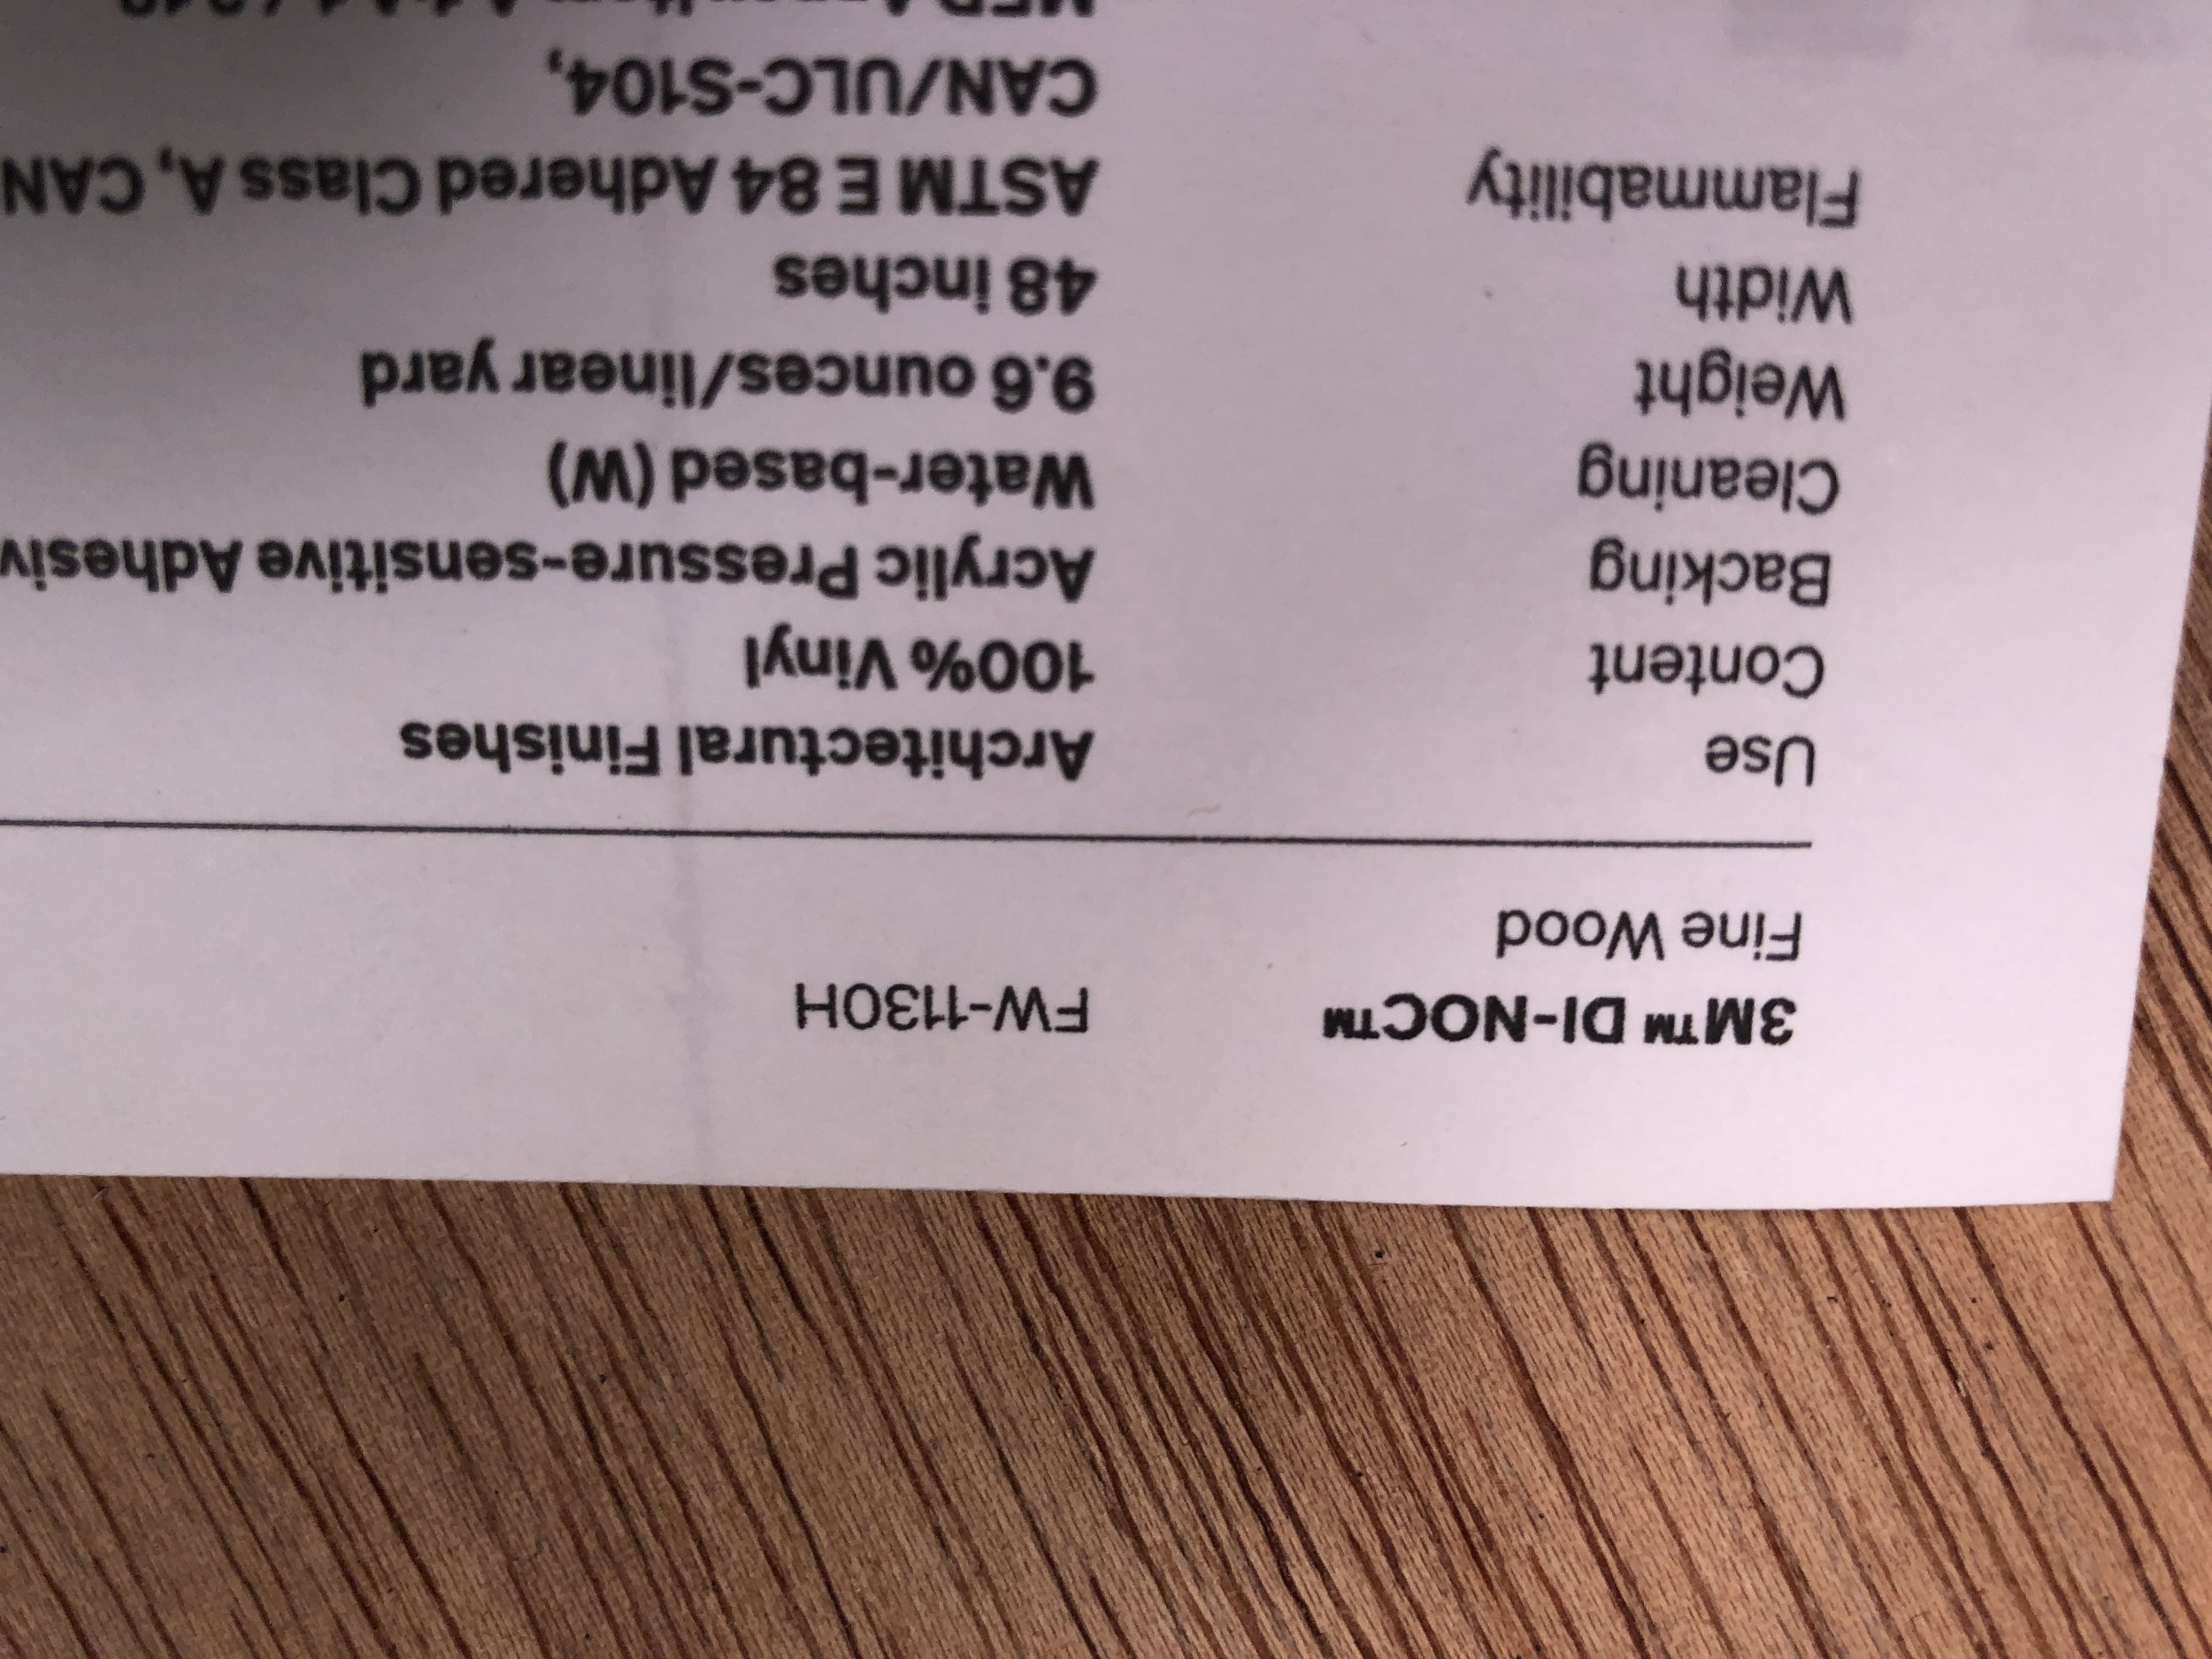 3M™ DI-NOC™ FW-1130H
Fine Wood
Use Architectural Finishes
Content 100% Vinyl
Backing Acrylic Pressure-sensitive
Cleaning Water-based (W)
Weight 9.6 ounces/linear yard
Width 48 inches
Flammability ASTM E 84 Adhered Class A, CAN
CAN/ULC-S104,